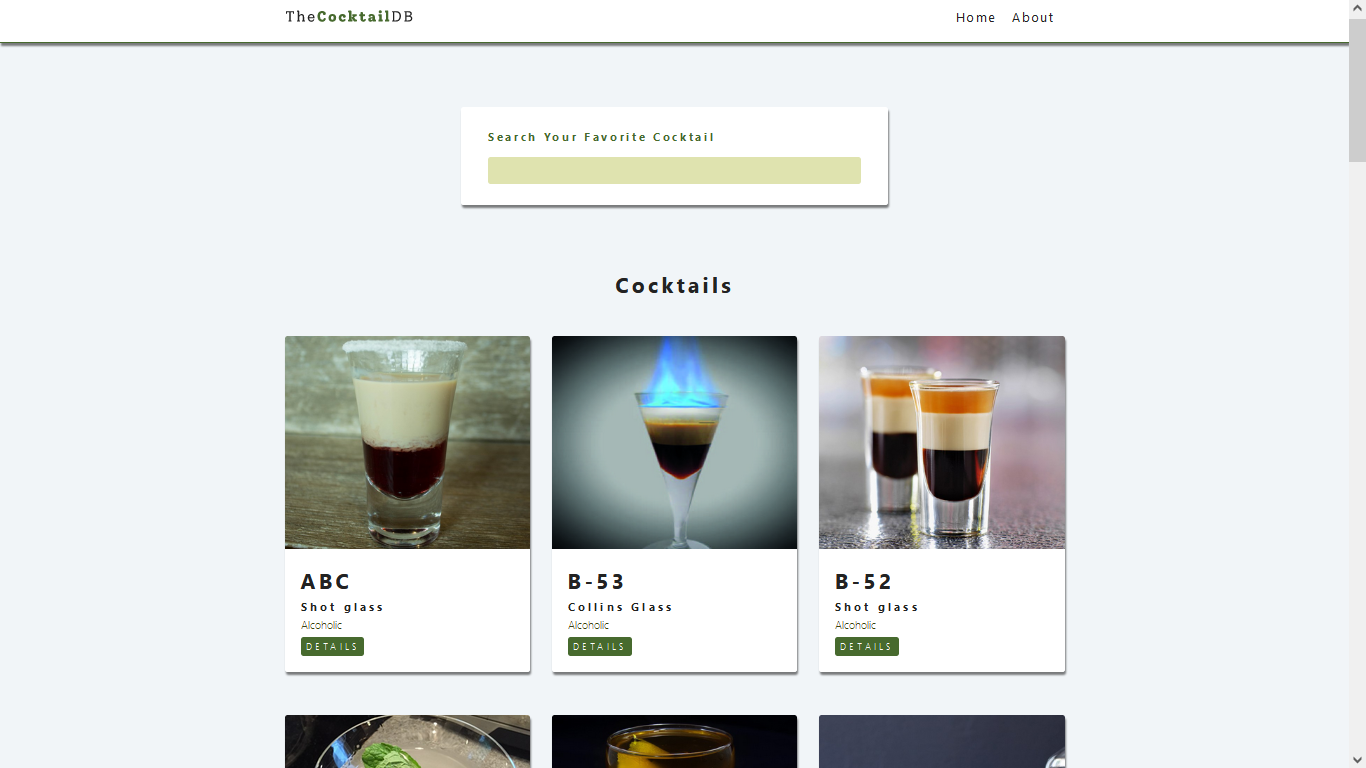 TheCocktailDB
Home About
Search Your Favorite Cocktail
Cocktails
ABC
Shot glass
Alcoholic
DETAILS
B-53
Collins Glass
Alcoholic
DETAILS
B-52
Shot glass
Alcoholic
DETAILS